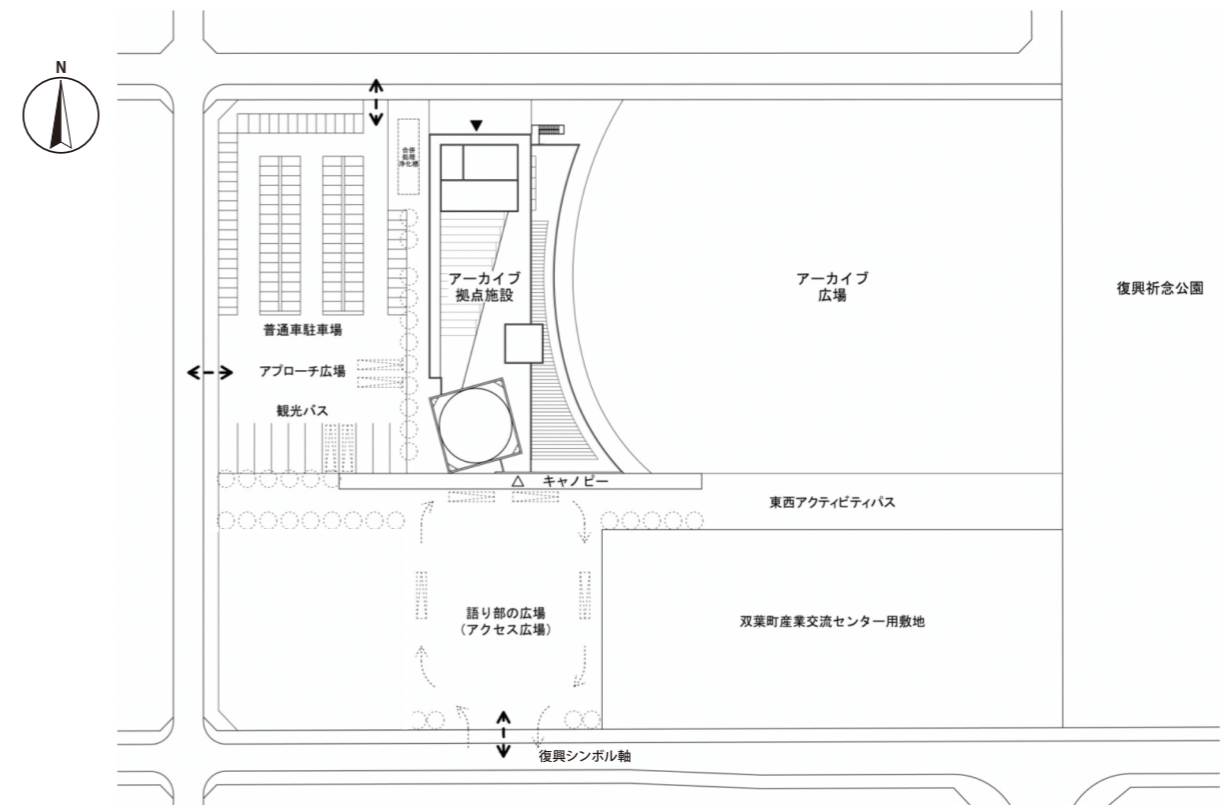 N
合併
処理
浄化槽
アーカイブ
拠点施設
アーカイブ
広場
復興祈念公園
普通車駐車場
アプローチ広場
観光バス
キャノピー
東西アクティビティパス
語り部の広場
(アクセス広場)
双葉町産業交流センター用敷地
復興シンボル軸